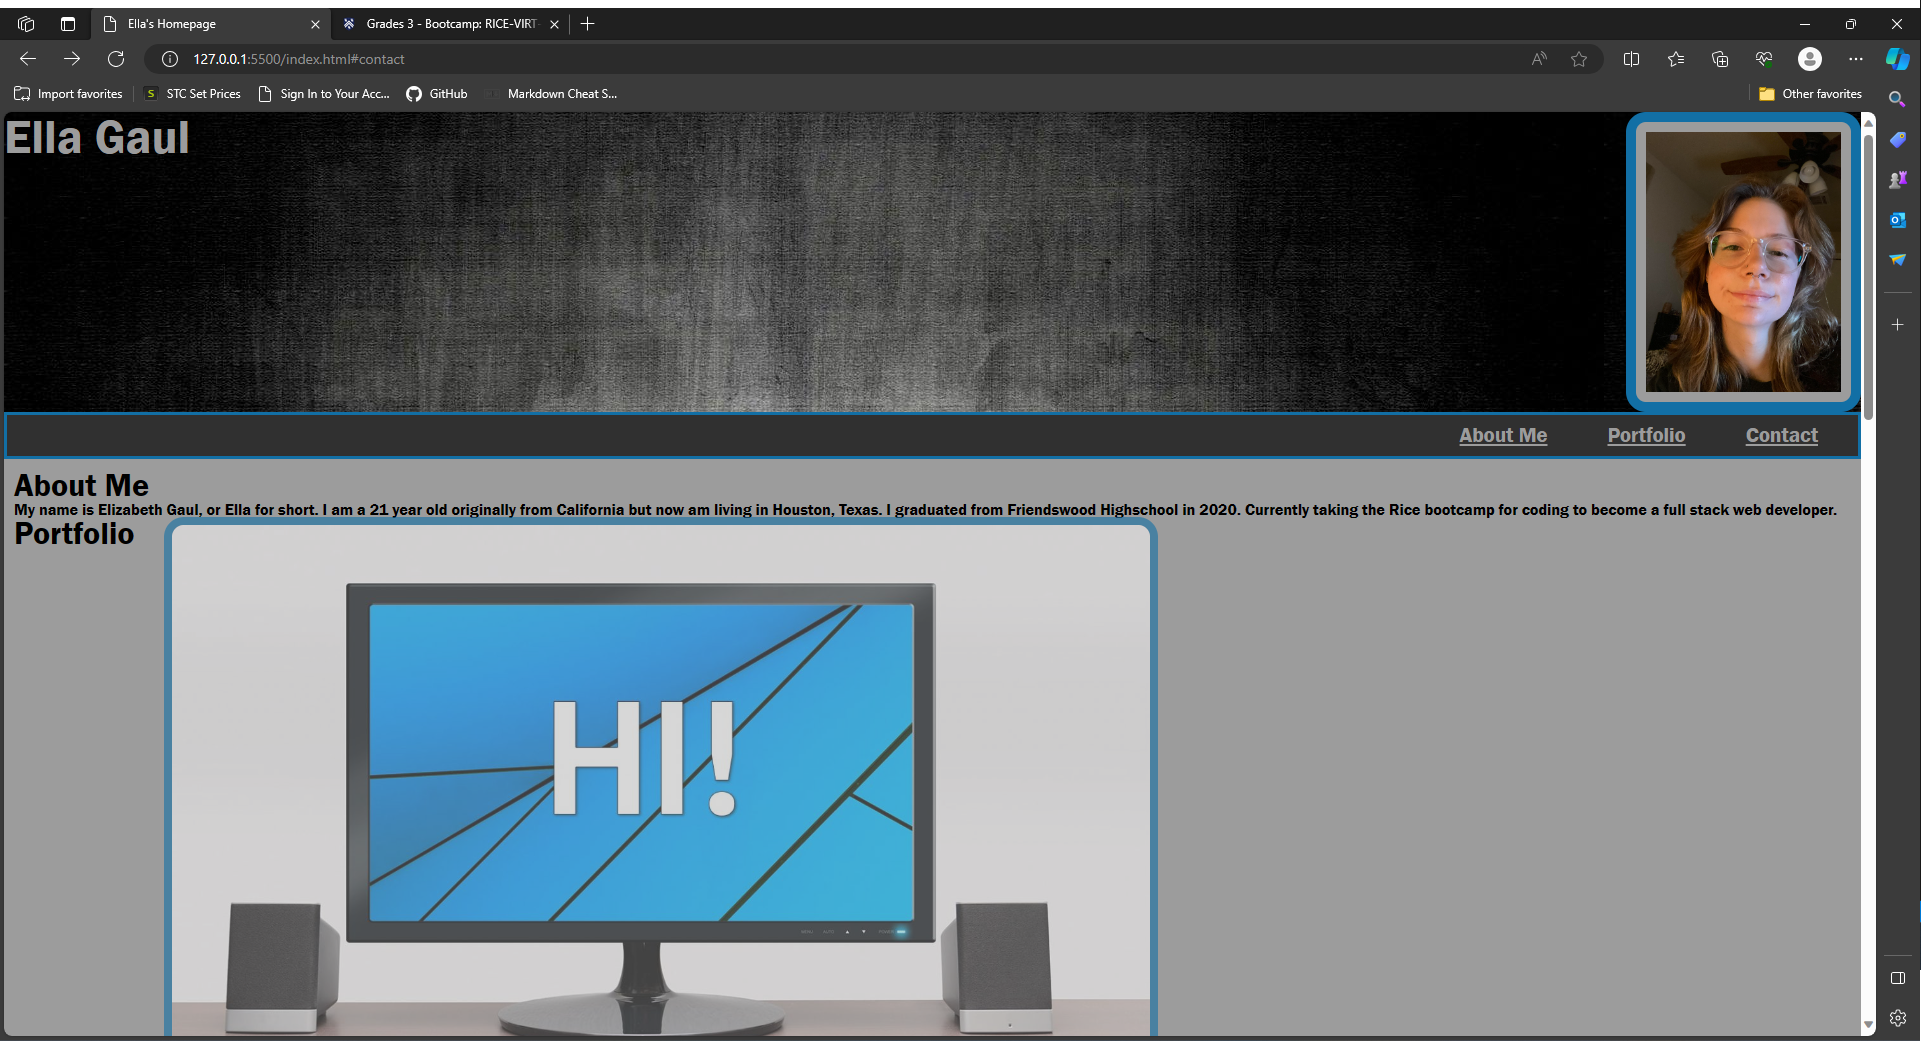 Ella's Homepage
Grades 3 - Bootcamp: RICE-VIRT-
127.0.0.1:5500/index.html#contact
Import favorites
STC Set Prices
Sign In to Your Acc...
GitHub
Markdown Cheat S...
Other favorites
Ella Gaul
About Me Portfolio Contact
About Me
My name is Elizabeth Gaul, or Ella for short. I am a 21 year old originally from California but now am living in Houston, Texas. I graduated from Friendswood Highschool in 2020. Currently taking the Rice bootcamp for coding to become a full stack web developer.
Portfolio
HI!
MENU AUTO